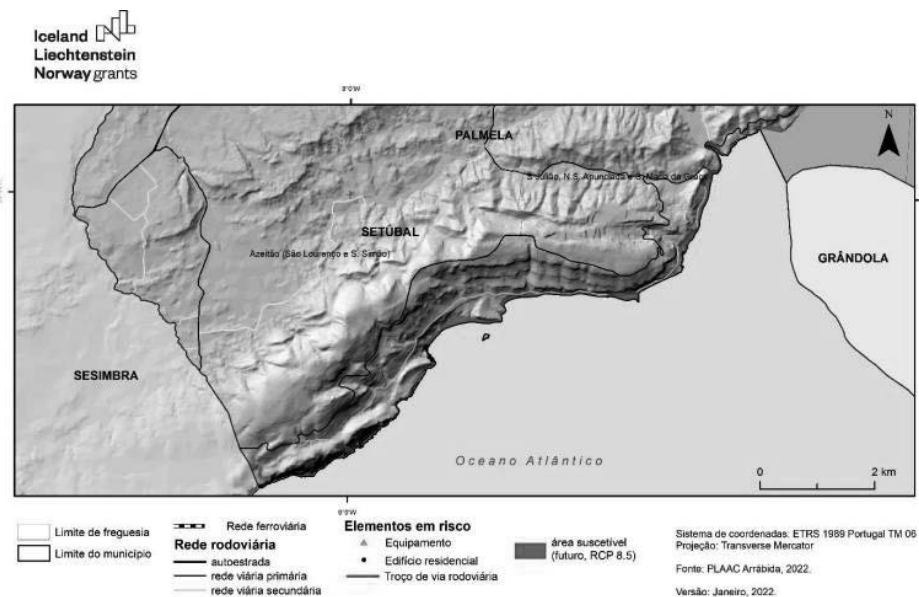 Iceland
Liechtenstein
Norway grants
9°0'W
N
PALMELA
S.Julião, N.S. Anunciada e S. Maria da Graça
SETÚBAL
Azeitão (São Lourenço e S. Simão)
GRÂNDOLA
SESIMBRA
Oceano Atlântico
0 2 km
9°0'W
Limite de freguesia
Limite do município
Rede ferroviária
Rede rodoviária
autoestrada
rede viária primária
rede viária secundária
Elementos em risco
Equipamento
Edifício residencial
Troço de via rodoviária
área suscetível
(futuro, RCP 8.5)
Sistema de coordenadas: ETRS 1989 Portugal TM 06
Projeção: Transverse Mercator
Fonte: PLAAC Arrábida, 2022.
Versão: Janeiro, 2022.